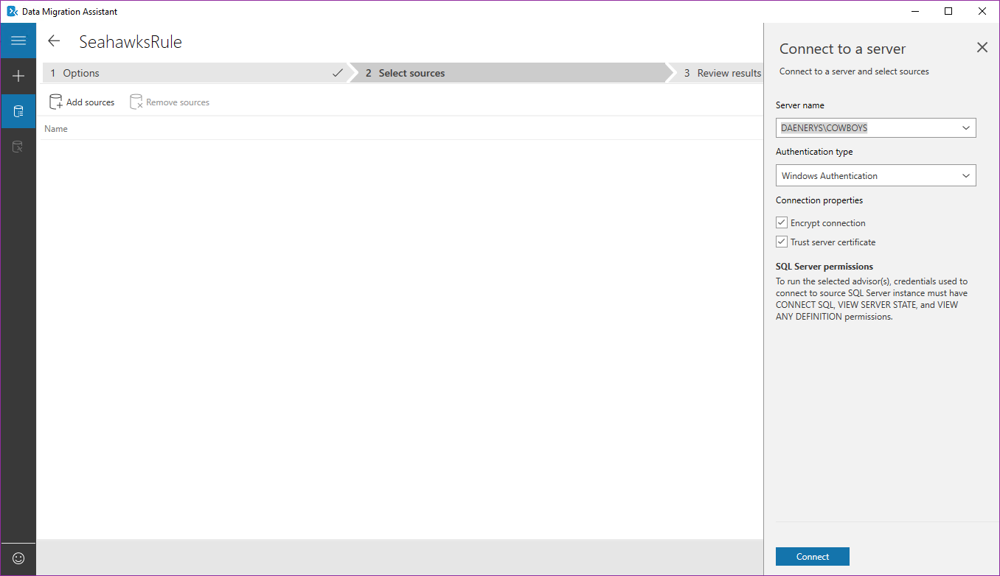 Data Migration Assistant
SeahawksRule
1 Options
2 Select sources
3 Review results
Add sources
Remove sources
Name
Connect to a server
Connect to a server and select sources
Server name
DAENERYS\COWBOYS
Authentication type
Windows Authentication
Connection properties
Encrypt connection
Trust server certificate
SQL Server permissions
To run the selected advisor(s), credentials used to
connect to source SQL Server instance must have
CONNECT SQL, VIEW SERVER STATE, and VIEW
ANY DEFINITION permissions.
Connect